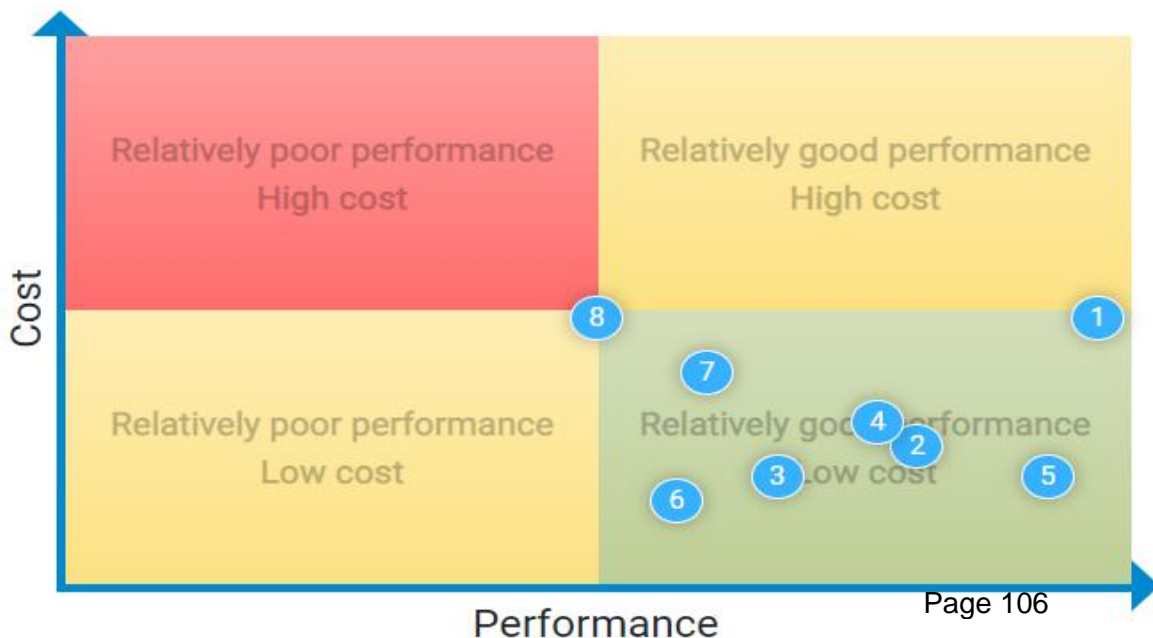 Cost
Relatively poor performance
High cost
Relatively good performance
High cost
8
1
7
Relatively poor performance
Low cost
Relatively good performance
Low cost
4
2
3
5
6
Page 106
Performance